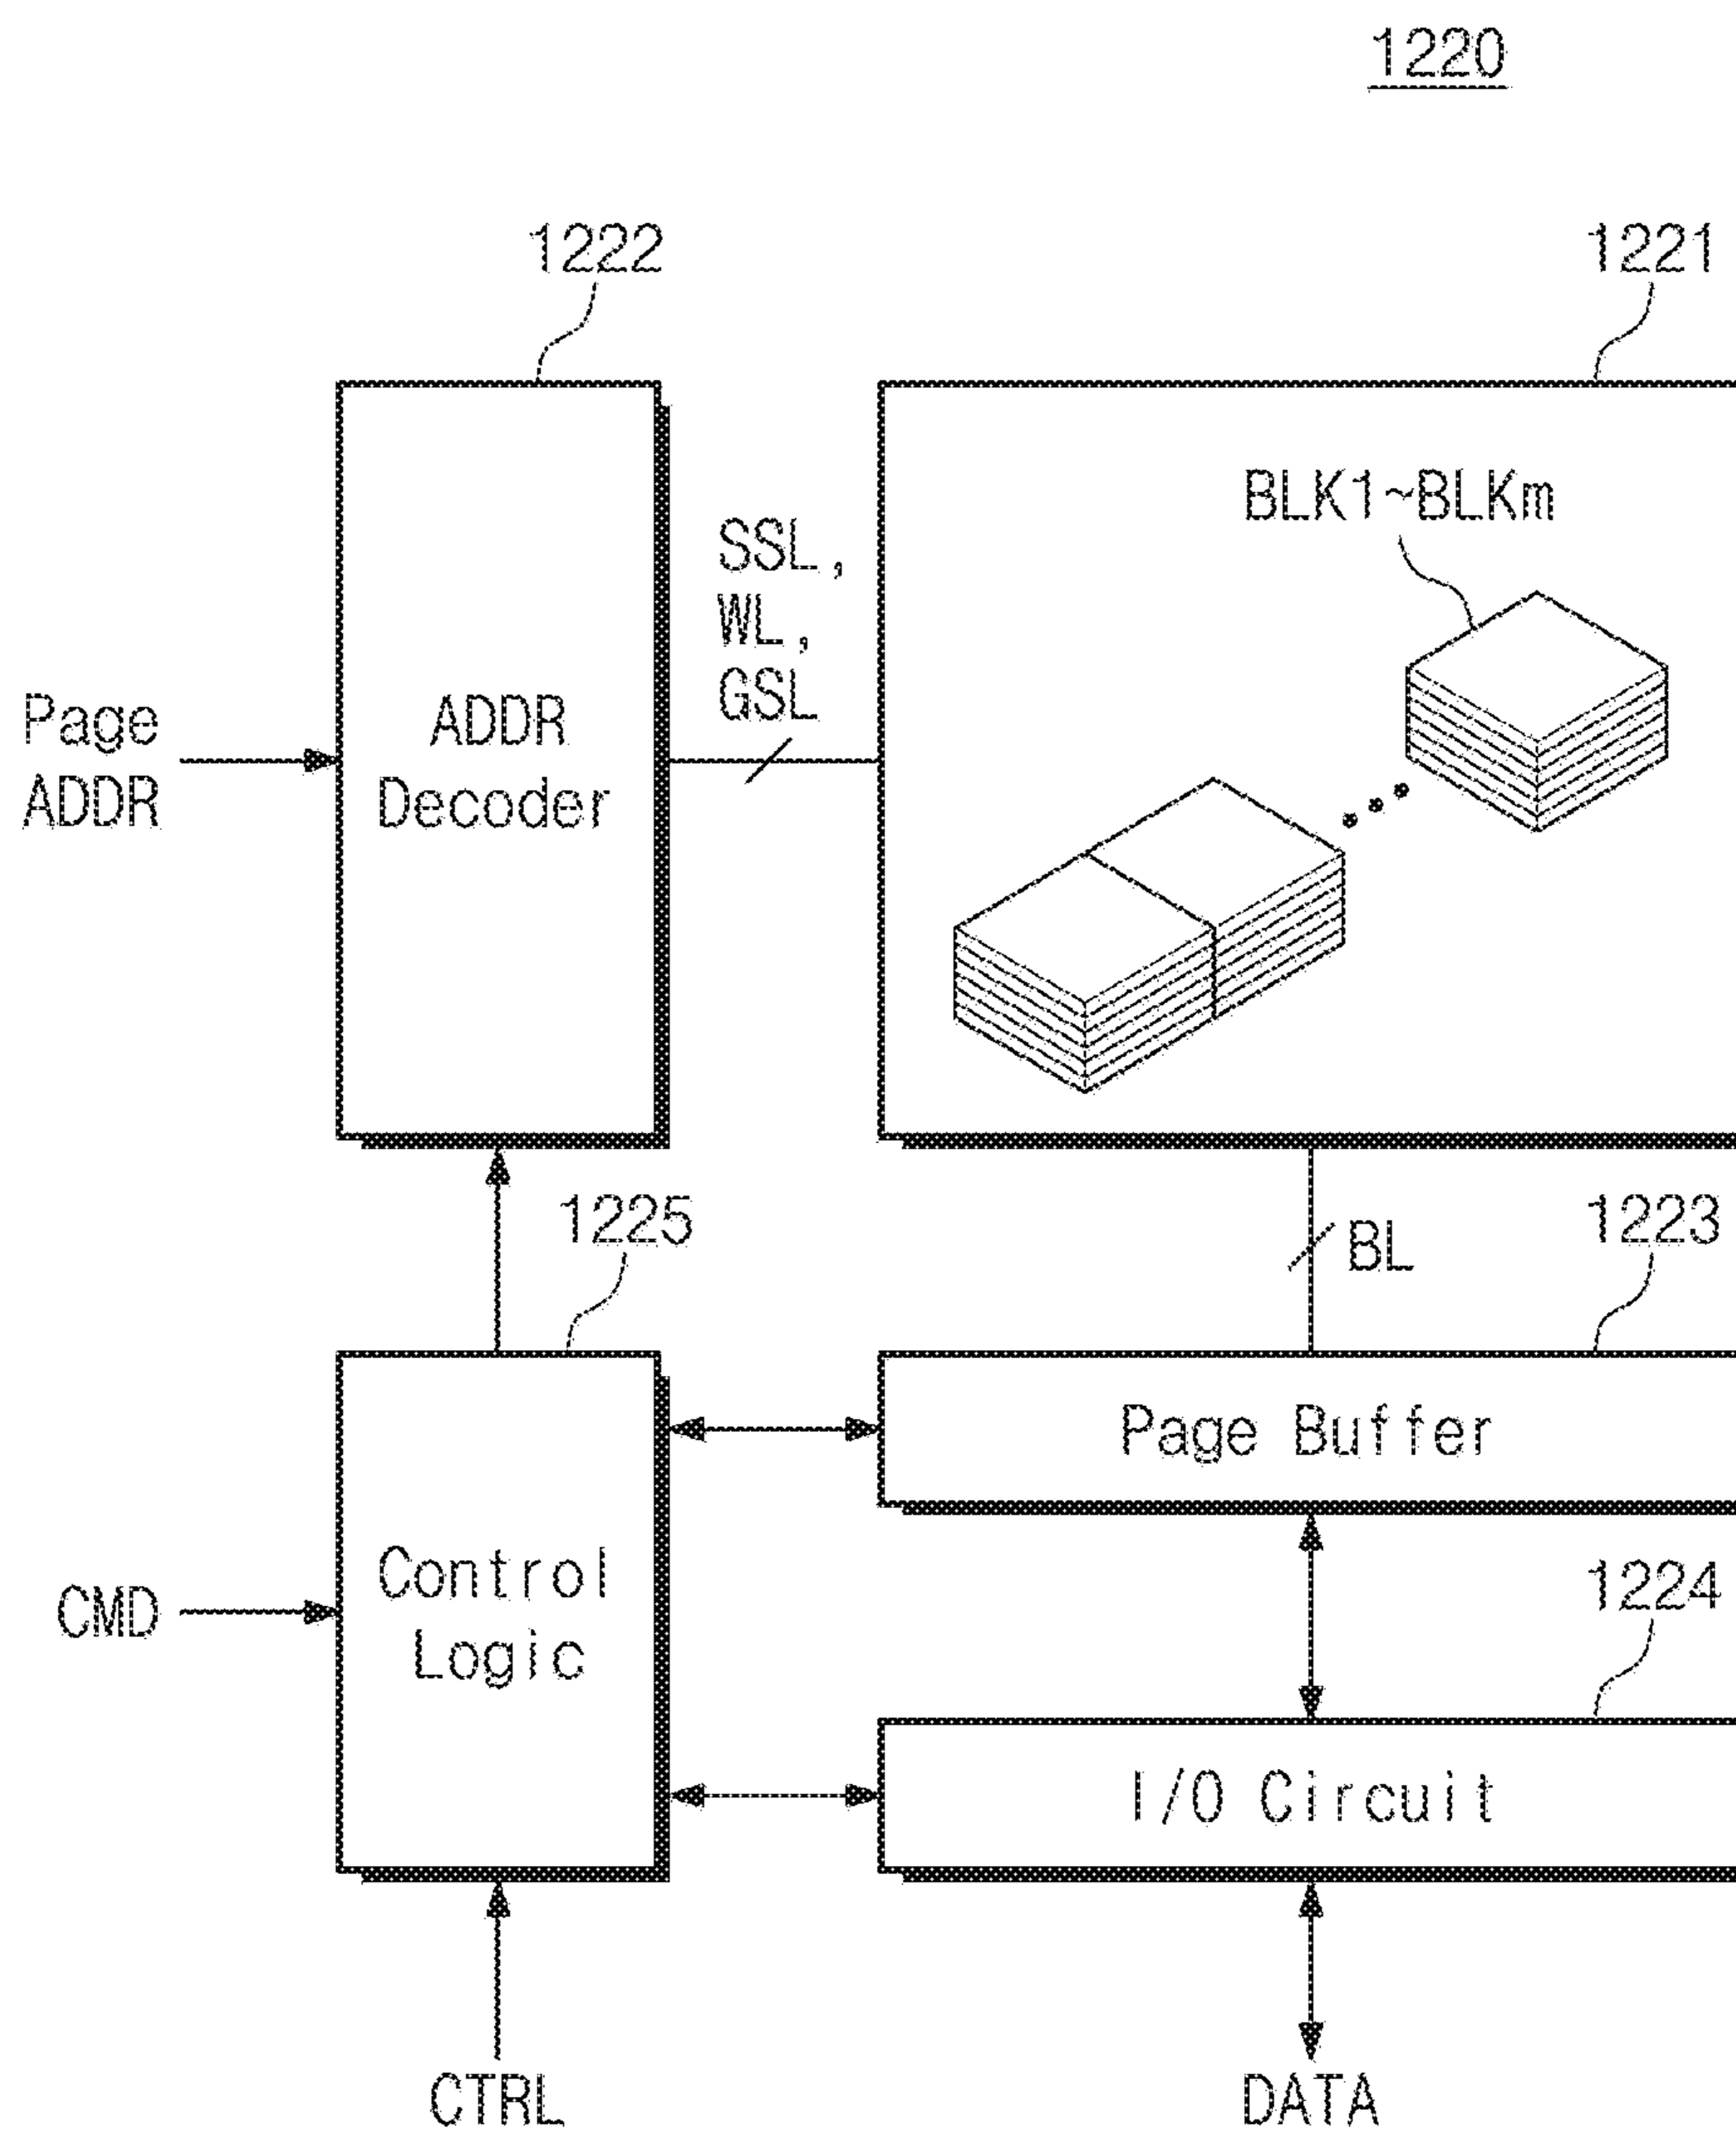 1220
1222
1221
BLK1~BLKm
SSL,
WL,
GSL
Page
ADDR
ADDR
Decoder
1225
BL
1223
Page Buffer
Control
Logic
CMD
1224
I/O Circuit
CTRL
DATA